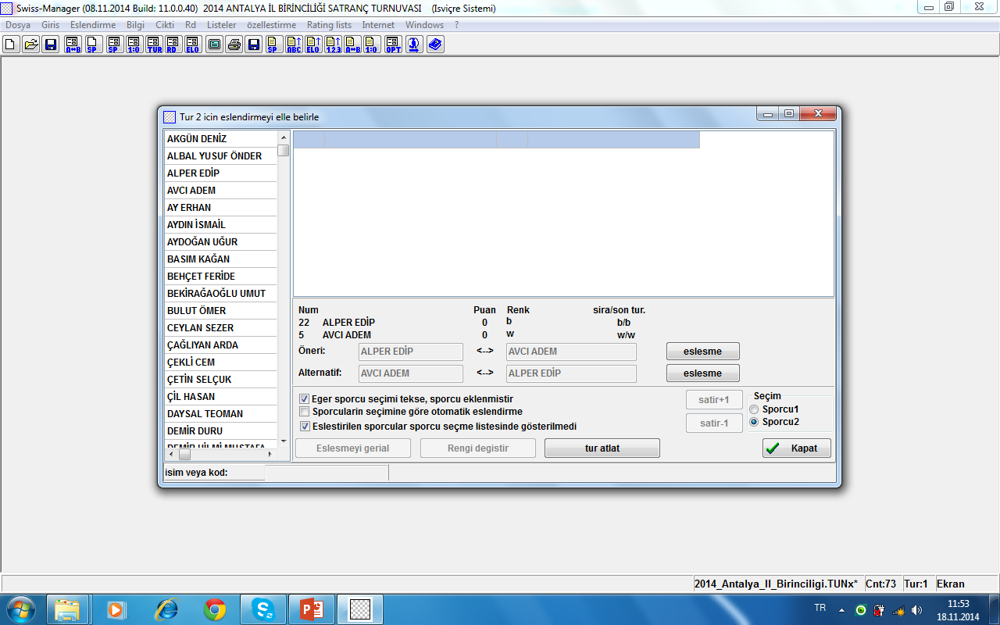 Swiss-Manager (08.11.2014 Build: 11.0.0.40) 2014 ANTALYA İL BİRİNCİLİĞİ SATRANÇ TURNUVASI (Isviçre Sistemi)
Dosya Giris Eslendirme Bilgi Cikti Rd Listeler özellestirme Rating lists Internet Windows ?
A↔B SP SP 1:0 TUR RD ELO SP ABC ELO 1.2.3 A↔B 1:0 OPT
Tur 2 icin eslendirmeyi elle belirle
AKGÜN DENİZ
ALBAL YUSUF ÖNDER
ALPER EDİP
AVCI ADEM
AY ERHAN
AYDIN İSMAİL
AYDOĞAN UĞUR
BASIM KAĞAN
BEHÇET FERİDE
BEKİRAĞAOĞLU UMUT
BULUT ÖMER
CEYLAN SEZER
ÇAĞLIYAN ARDA
ÇEKLİ CEM
ÇETİN SELÇUK
ÇİL HASAN
DAYSAL TEOMAN
DEMİR DURU
DEMİR HİLMİ MUSTAFA
Num Puan Renk sira/son tur.
22 ALPER EDİP 0 b b/b
5 AVCI ADEM 0 w w/w
Öneri: ALPER EDİP <--> AVCI ADEM eslesme
Alternatif: AVCI ADEM <--> ALPER EDİP eslesme
Eger sporcu seçimi tekse, sporcu eklenmistir
Sporcularin seçimine göre otomatik eslendirme
Eslestirilen sporcular sporcu seçme listesinde gösterilmedi
satir+1
satir-1
Seçim
Sporcu1
Sporcu2
Eslesmeyi gerial Rengi degistir tur atlat Kapat
isim veya kod:
2014_Antalya_Il_Birinciligi.TUNx* Cnt:73 Tur:1 Ekran
TR 11:53
18.11.2014